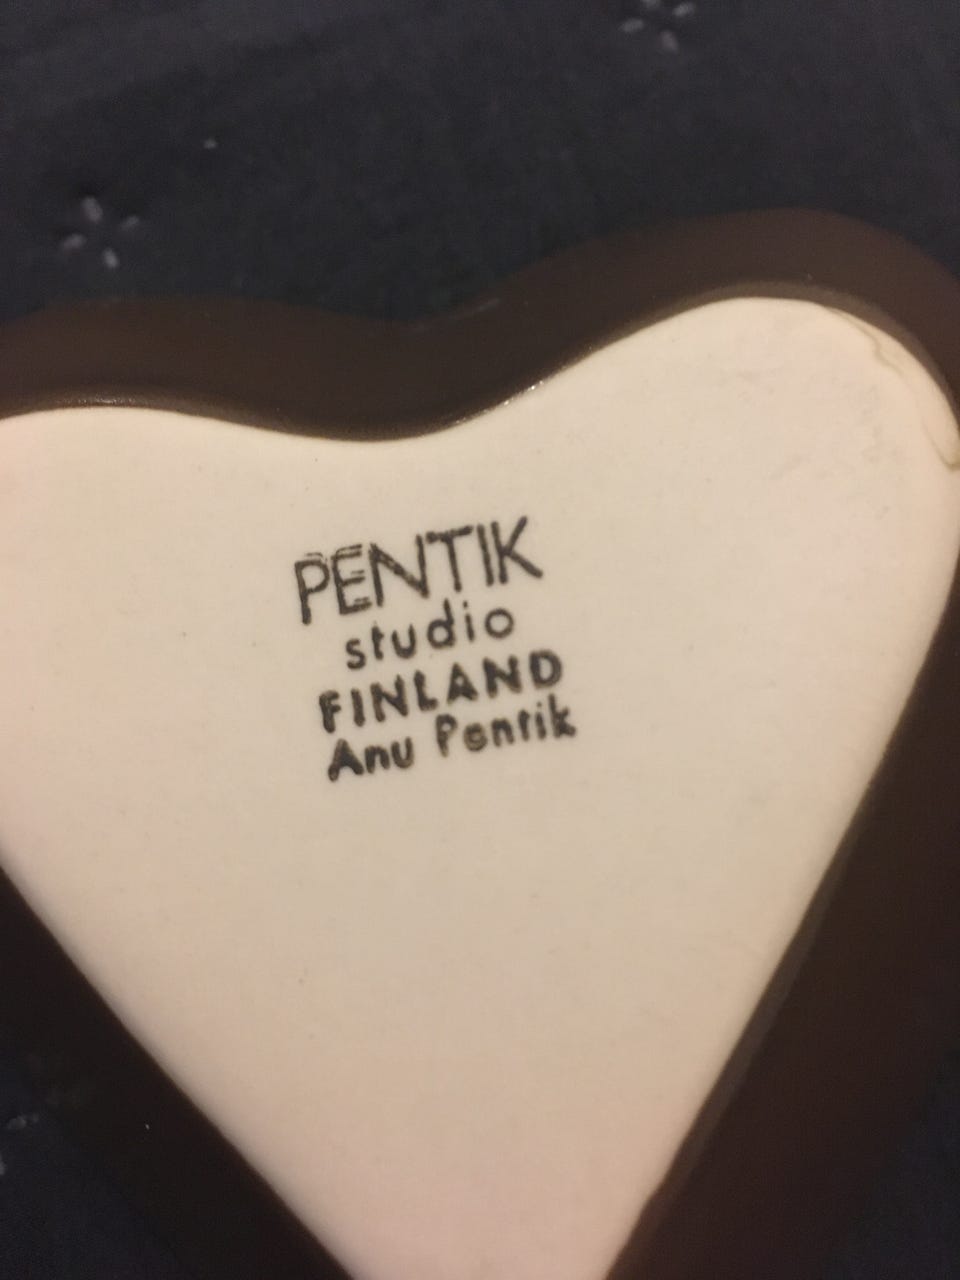 PENTIK
studio
FINLAND
Anu Pentik